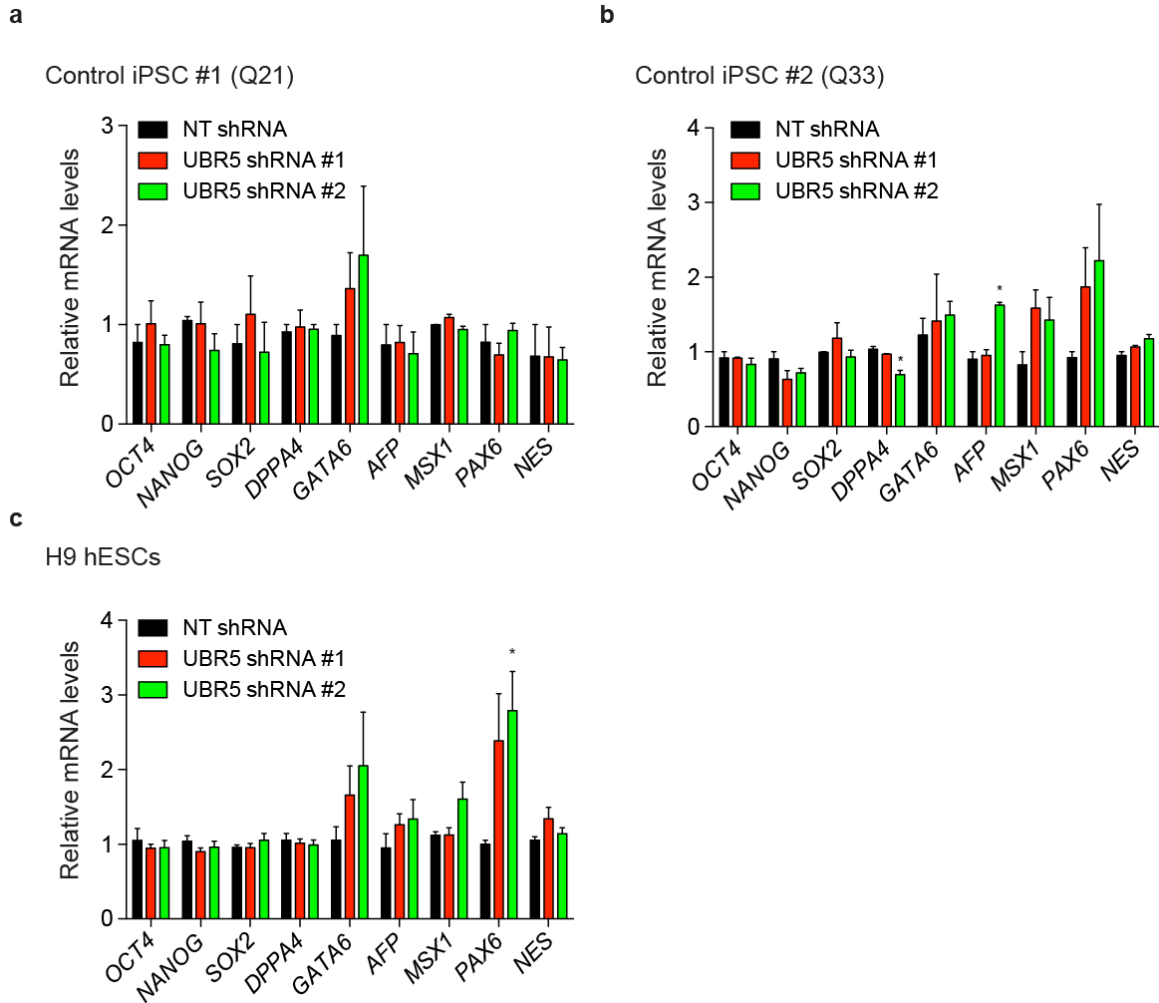 a
Control iPSC #1 (Q21)
Relative mRNA levels
3
2
1
0
NT shRNA
UBR5 shRNA #1
UBR5 shRNA #2
OCT4
NANOG
SOX2
DPPA4
GATA6
AFP
MSX1
PAX6
NES
b
Control iPSC #2 (Q33)
Relative mRNA levels
4
3
2
1
0
NT shRNA
UBR5 shRNA #1
UBR5 shRNA #2
*
*
OCT4
NANOG
SOX2
DPPA4
GATA6
AFP
MSX1
PAX6
NES
c
H9 hESCs
Relative mRNA levels
4
3
2
1
0
NT shRNA
UBR5 shRNA #1
UBR5 shRNA #2
*
OCT4
NANOG
SOX2
DPPA4
GATA6
AFP
MSX1
PAX6
NES